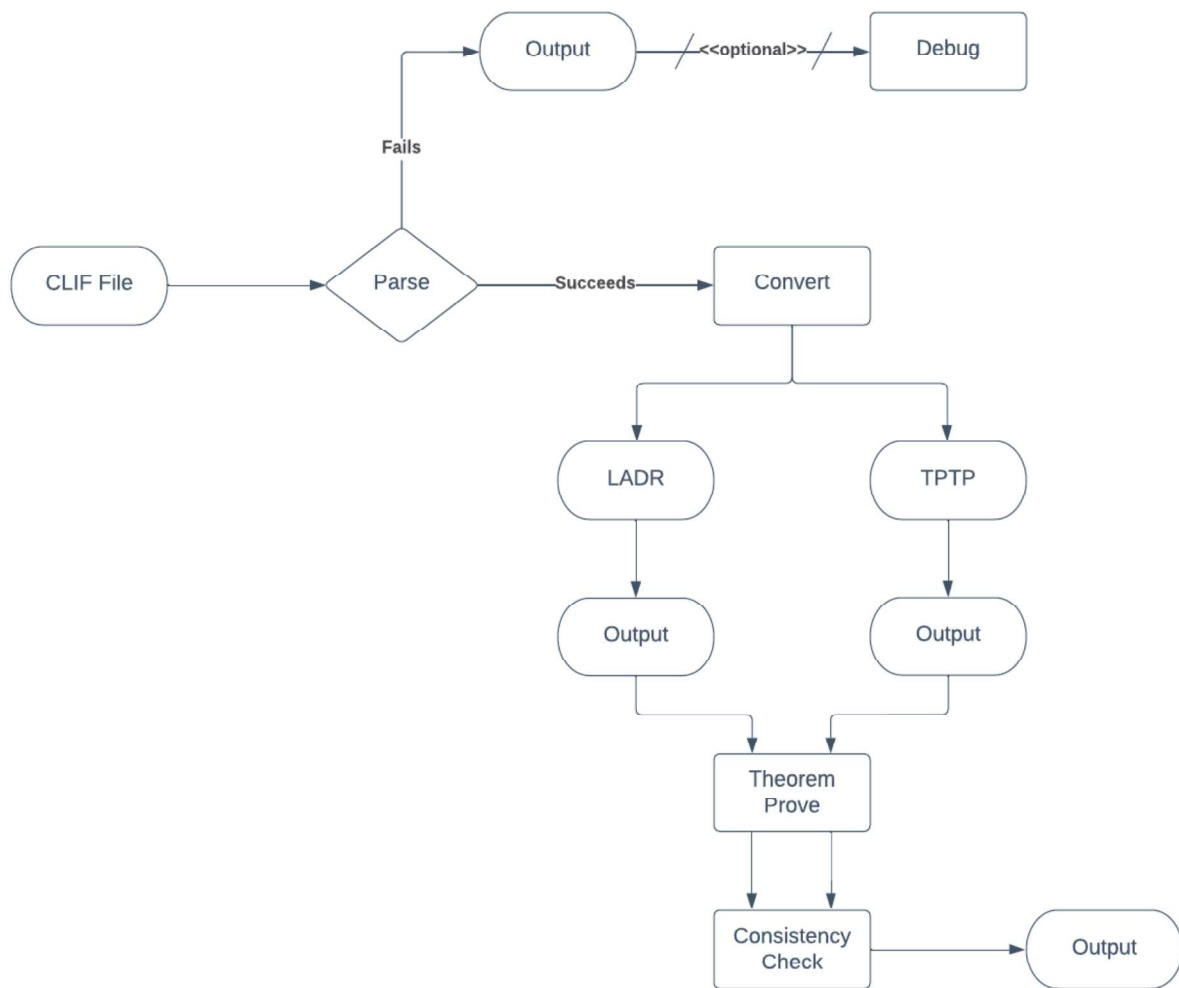 Output
<<optional>>
Debug
Fails
CLIF File
Parse
Succeeds
Convert
LADR
TPTP
Output
Output
Theorem
Prove
Consistency
Check
Output